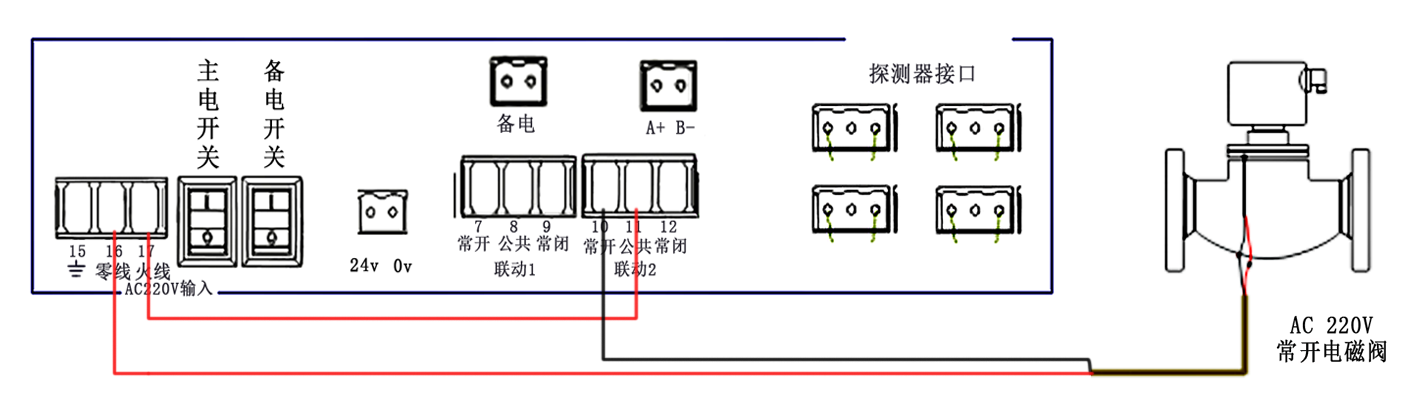 主电开关
备电开关
备电
A+ B-
探测器接口
15 16 17
零线 火线
AC220V输入
24v 0v
7 8 9
常开 公共 常闭
联动1
10 11 12
常开 公共 常闭
联动2
AC 220V
常开电磁阀